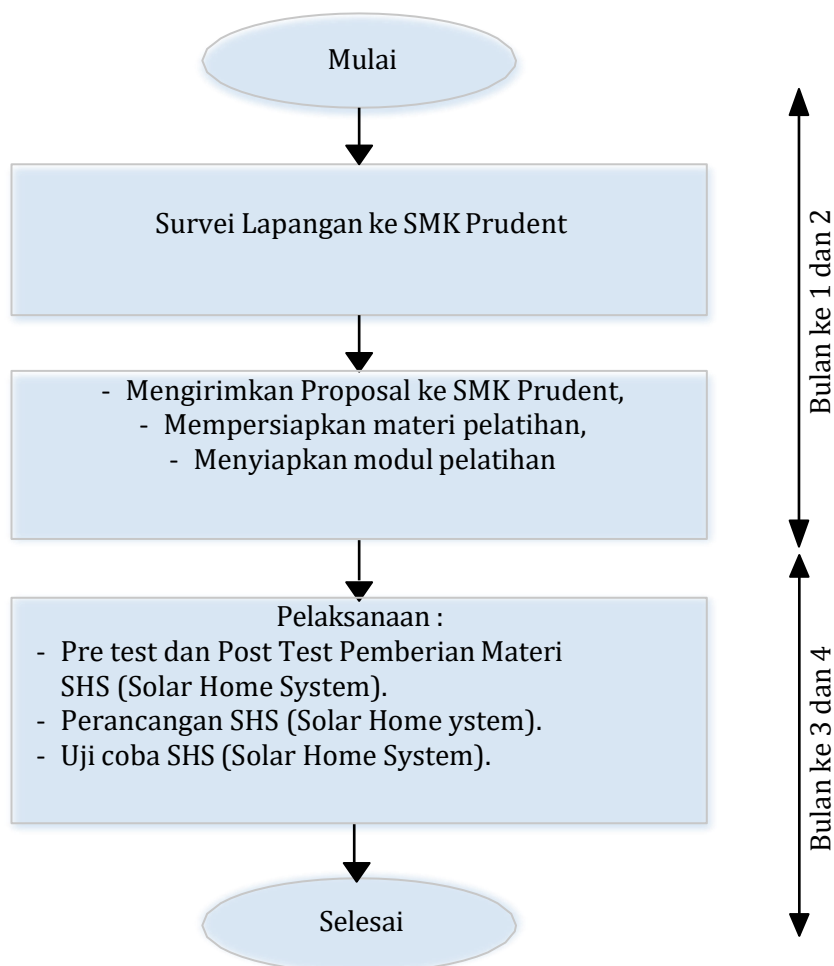 Mulai
Survei Lapangan ke SMK Prudent
- Mengirimkan Proposal ke SMK Prudent,
- Mempersiapkan materi pelatihan,
- Menyiapkan modul pelatihan
Bulan ke 1 dan 2
Pelaksanaan :
- Pre test dan Post Test Pemberian Materi
SHS (Solar Home System).
- Perancangan SHS (Solar Home ystem).
- Uji coba SHS (Solar Home System).
Bulan ke 3 dan 4
Selesai